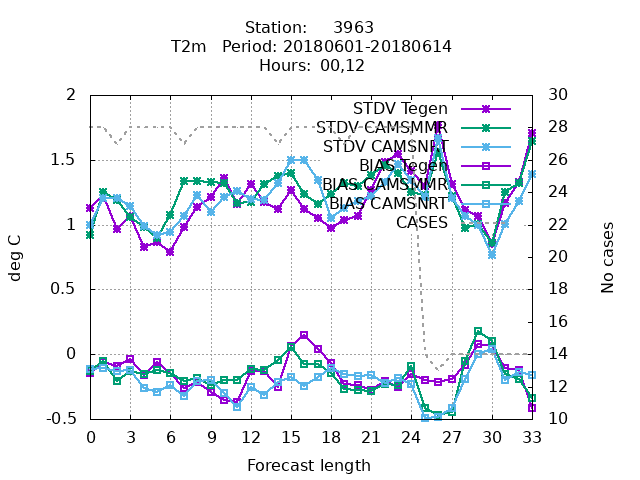 Station: 3963
T2m Period: 20180601-20180614
Hours: 00,12
2
1.5
1
0.5
0
-0.5
30
28
26
24
22
20
18
16
14
12
10
STDV Tegen
STDV CAMSMMR
STDV CAMSNRT
BIAS Tegen
BIAS CAMSMMR
BIAS CAMSNRT
CASES
deg C
No cases
0 3 6 9 12 15 18 21 24 27 30 33
Forecast length